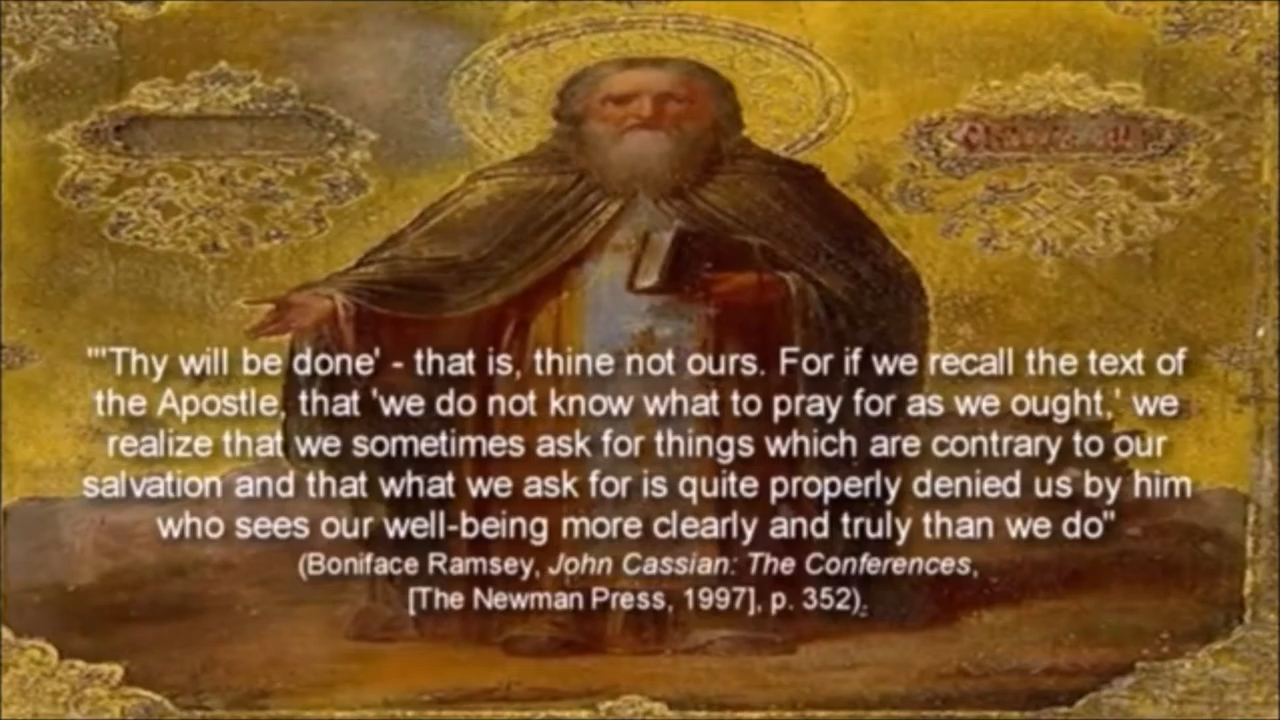 "'Thy will be done' - that is, thine not ours. For if we recall the text of
the Apostle, that 'we do not know what to pray for as we ought,' we
realize that we sometimes ask for things which are contrary to our
salvation and that what we ask for is quite properly denied us by him
who sees our well-being more clearly and truly than we do"
(Boniface Ramsey, John Cassian: The Conferences,
[The Newman Press, 1997], p. 352).